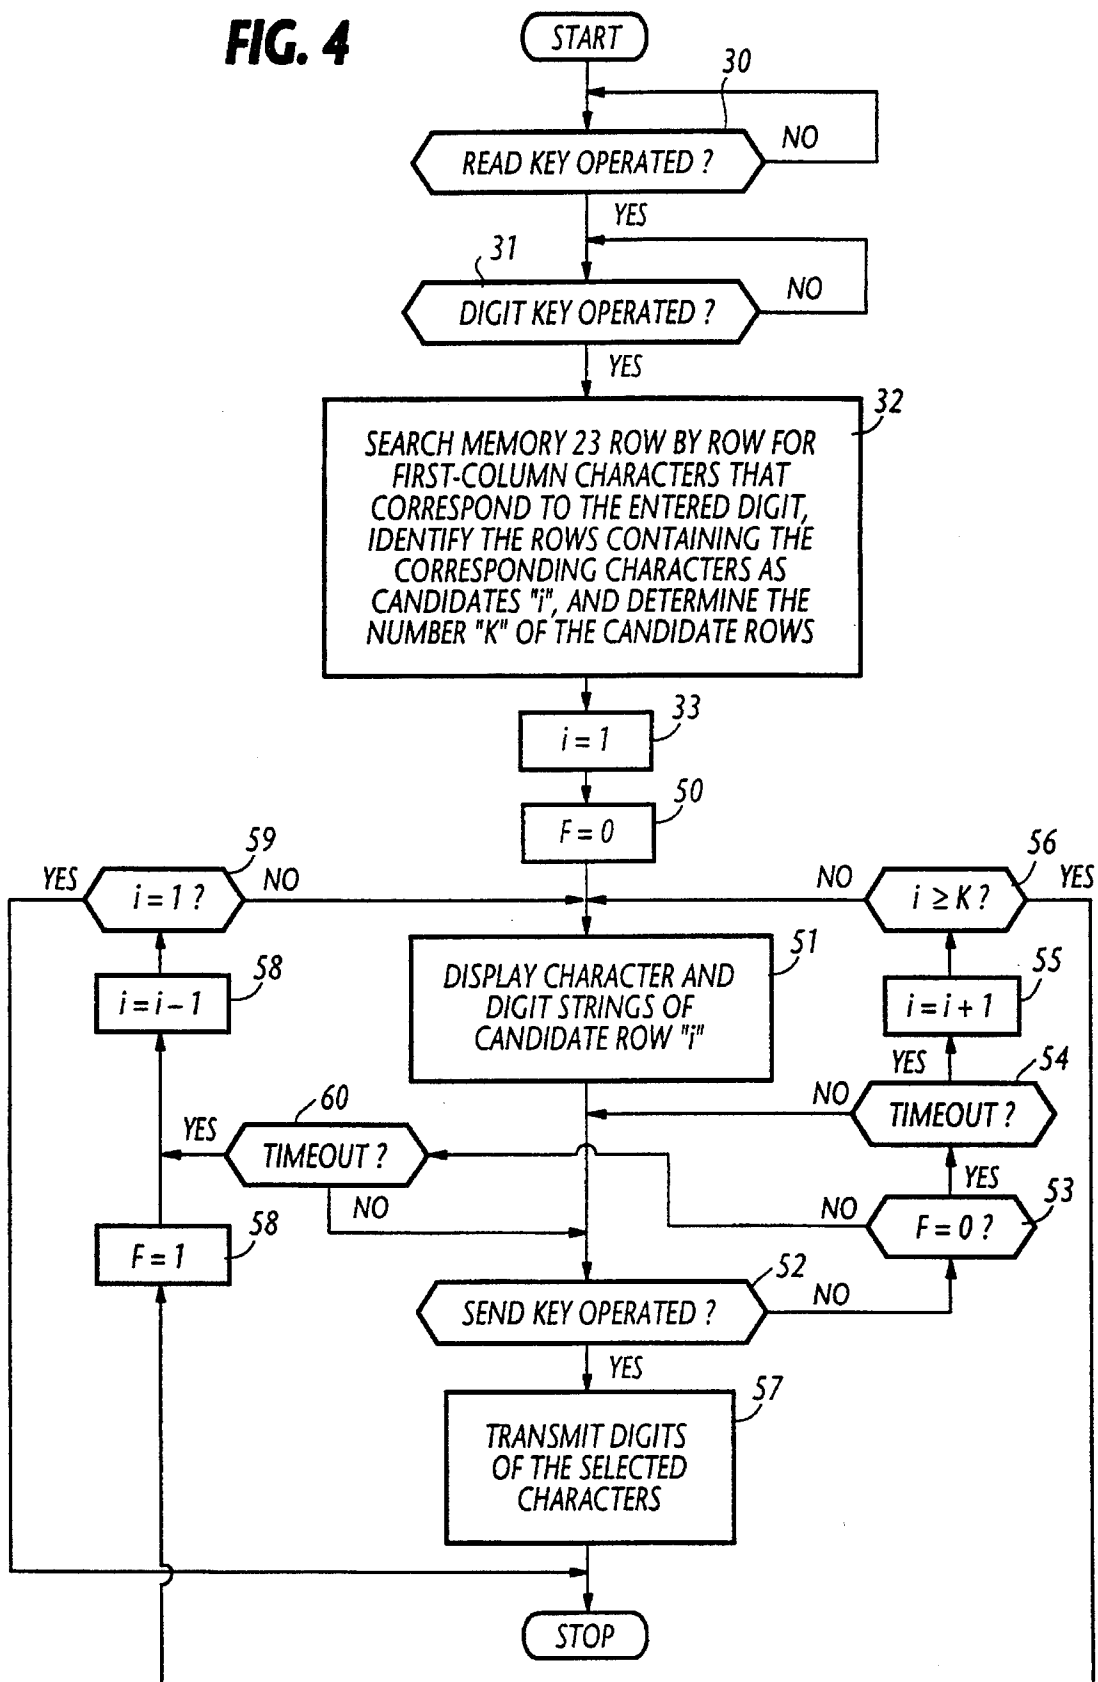 FIG. 4
START
30
READ KEY OPERATED ?
NO
YES
31
DIGIT KEY OPERATED ?
NO
YES
32
SEARCH MEMORY 23 ROW BY ROW FOR
FIRST-COLUMN CHARACTERS THAT
CORRESPOND TO THE ENTERED DIGIT,
IDENTIFY THE ROWS CONTAINING THE
CORRESPONDING CHARACTERS AS
CANDIDATES "i", AND DETERMINE THE
NUMBER "K" OF THE CANDIDATE ROWS
33
i = 1
50
F = 0
59
YES
i = 1 ?
NO
56
NO
i ≥ K ?
YES
58
i = i – 1
51
DISPLAY CHARACTER AND
DIGIT STRINGS OF
CANDIDATE ROW "i"
55
i = i + 1
YES
54
NO
TIMEOUT ?
60
YES
TIMEOUT ?
NO
YES
53
NO
F = 0 ?
58
F = 1
52
SEND KEY OPERATED ?
NO
YES
57
TRANSMIT DIGITS
OF THE SELECTED
CHARACTERS
STOP